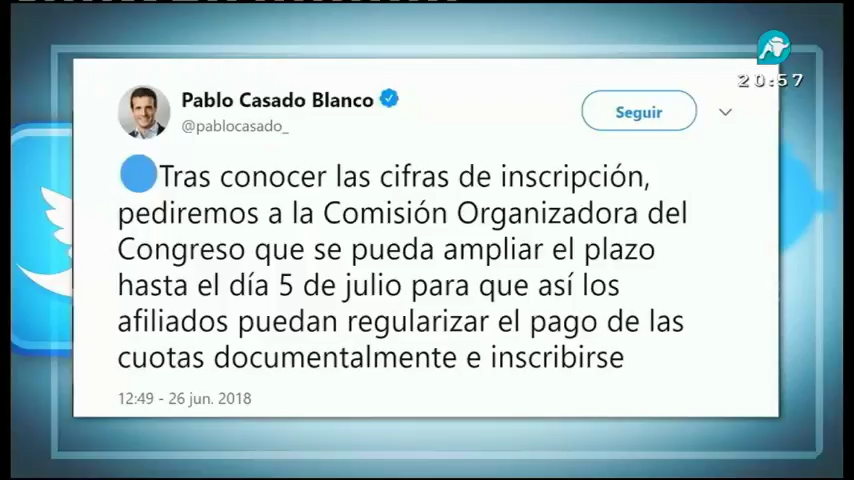 20:57
Pablo Casado Blanco
@pablocasado_
Seguir
Tras conocer las cifras de inscripción,
pediremos a la Comisión Organizadora del
Congreso que se pueda ampliar el plazo
hasta el día 5 de julio para que así los
afiliados puedan regularizar el pago de las
cuotas documentalmente e inscribirse
12:49 - 26 jun. 2018